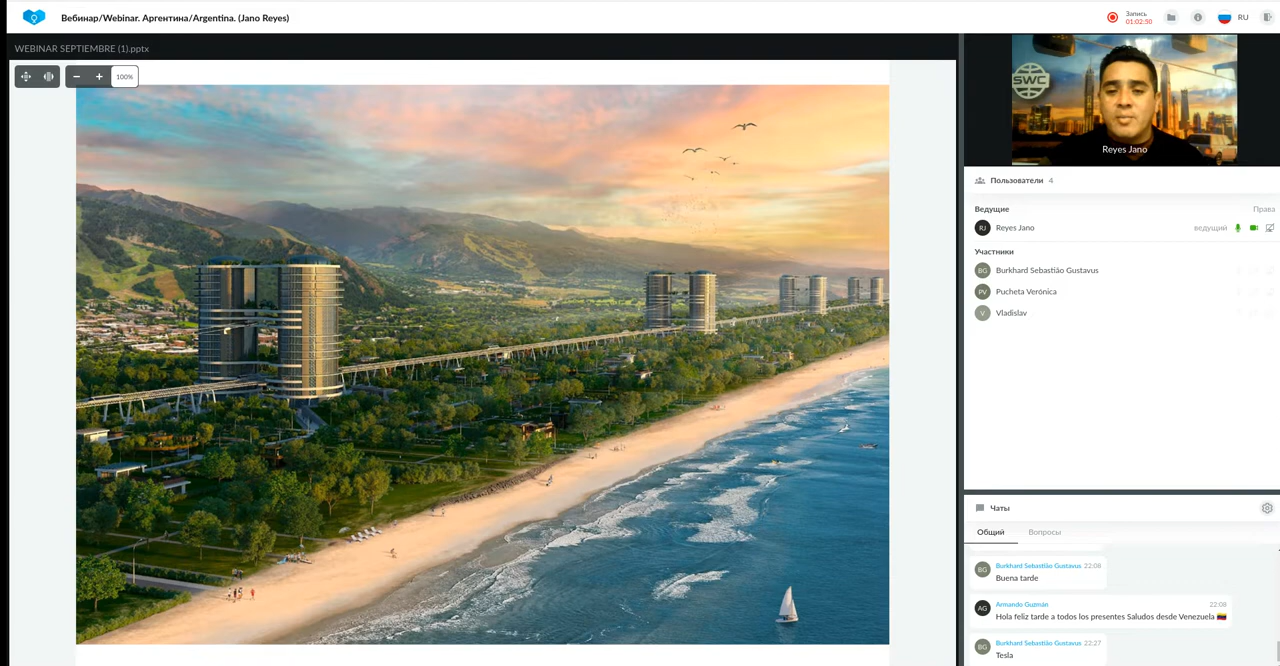 Вебинар/Webinar. Аргентина/Argentina. (Jano Reyes)
Запись
01:02:50
RU
WEBINAR SEPTIEMBRE (1).pptx
100%
SWC
Reyes Jano
Пользователи 4
Ведущие Права
RJ Reyes Jano ведущий
Участники
BG Burkhard Sebastião Gustavus
PV Pucheta Verónica
V Vladislav
Чаты
Общий Вопросы
BG Burkhard Sebastião Gustavus 22:08
Buena tarde
AG Armando Guzmán 22:08
Hola feliz tarde a todos los presentes Saludos desde Venezuela 🇻🇪
BG Burkhard Sebastião Gustavus 22:27
Tesla